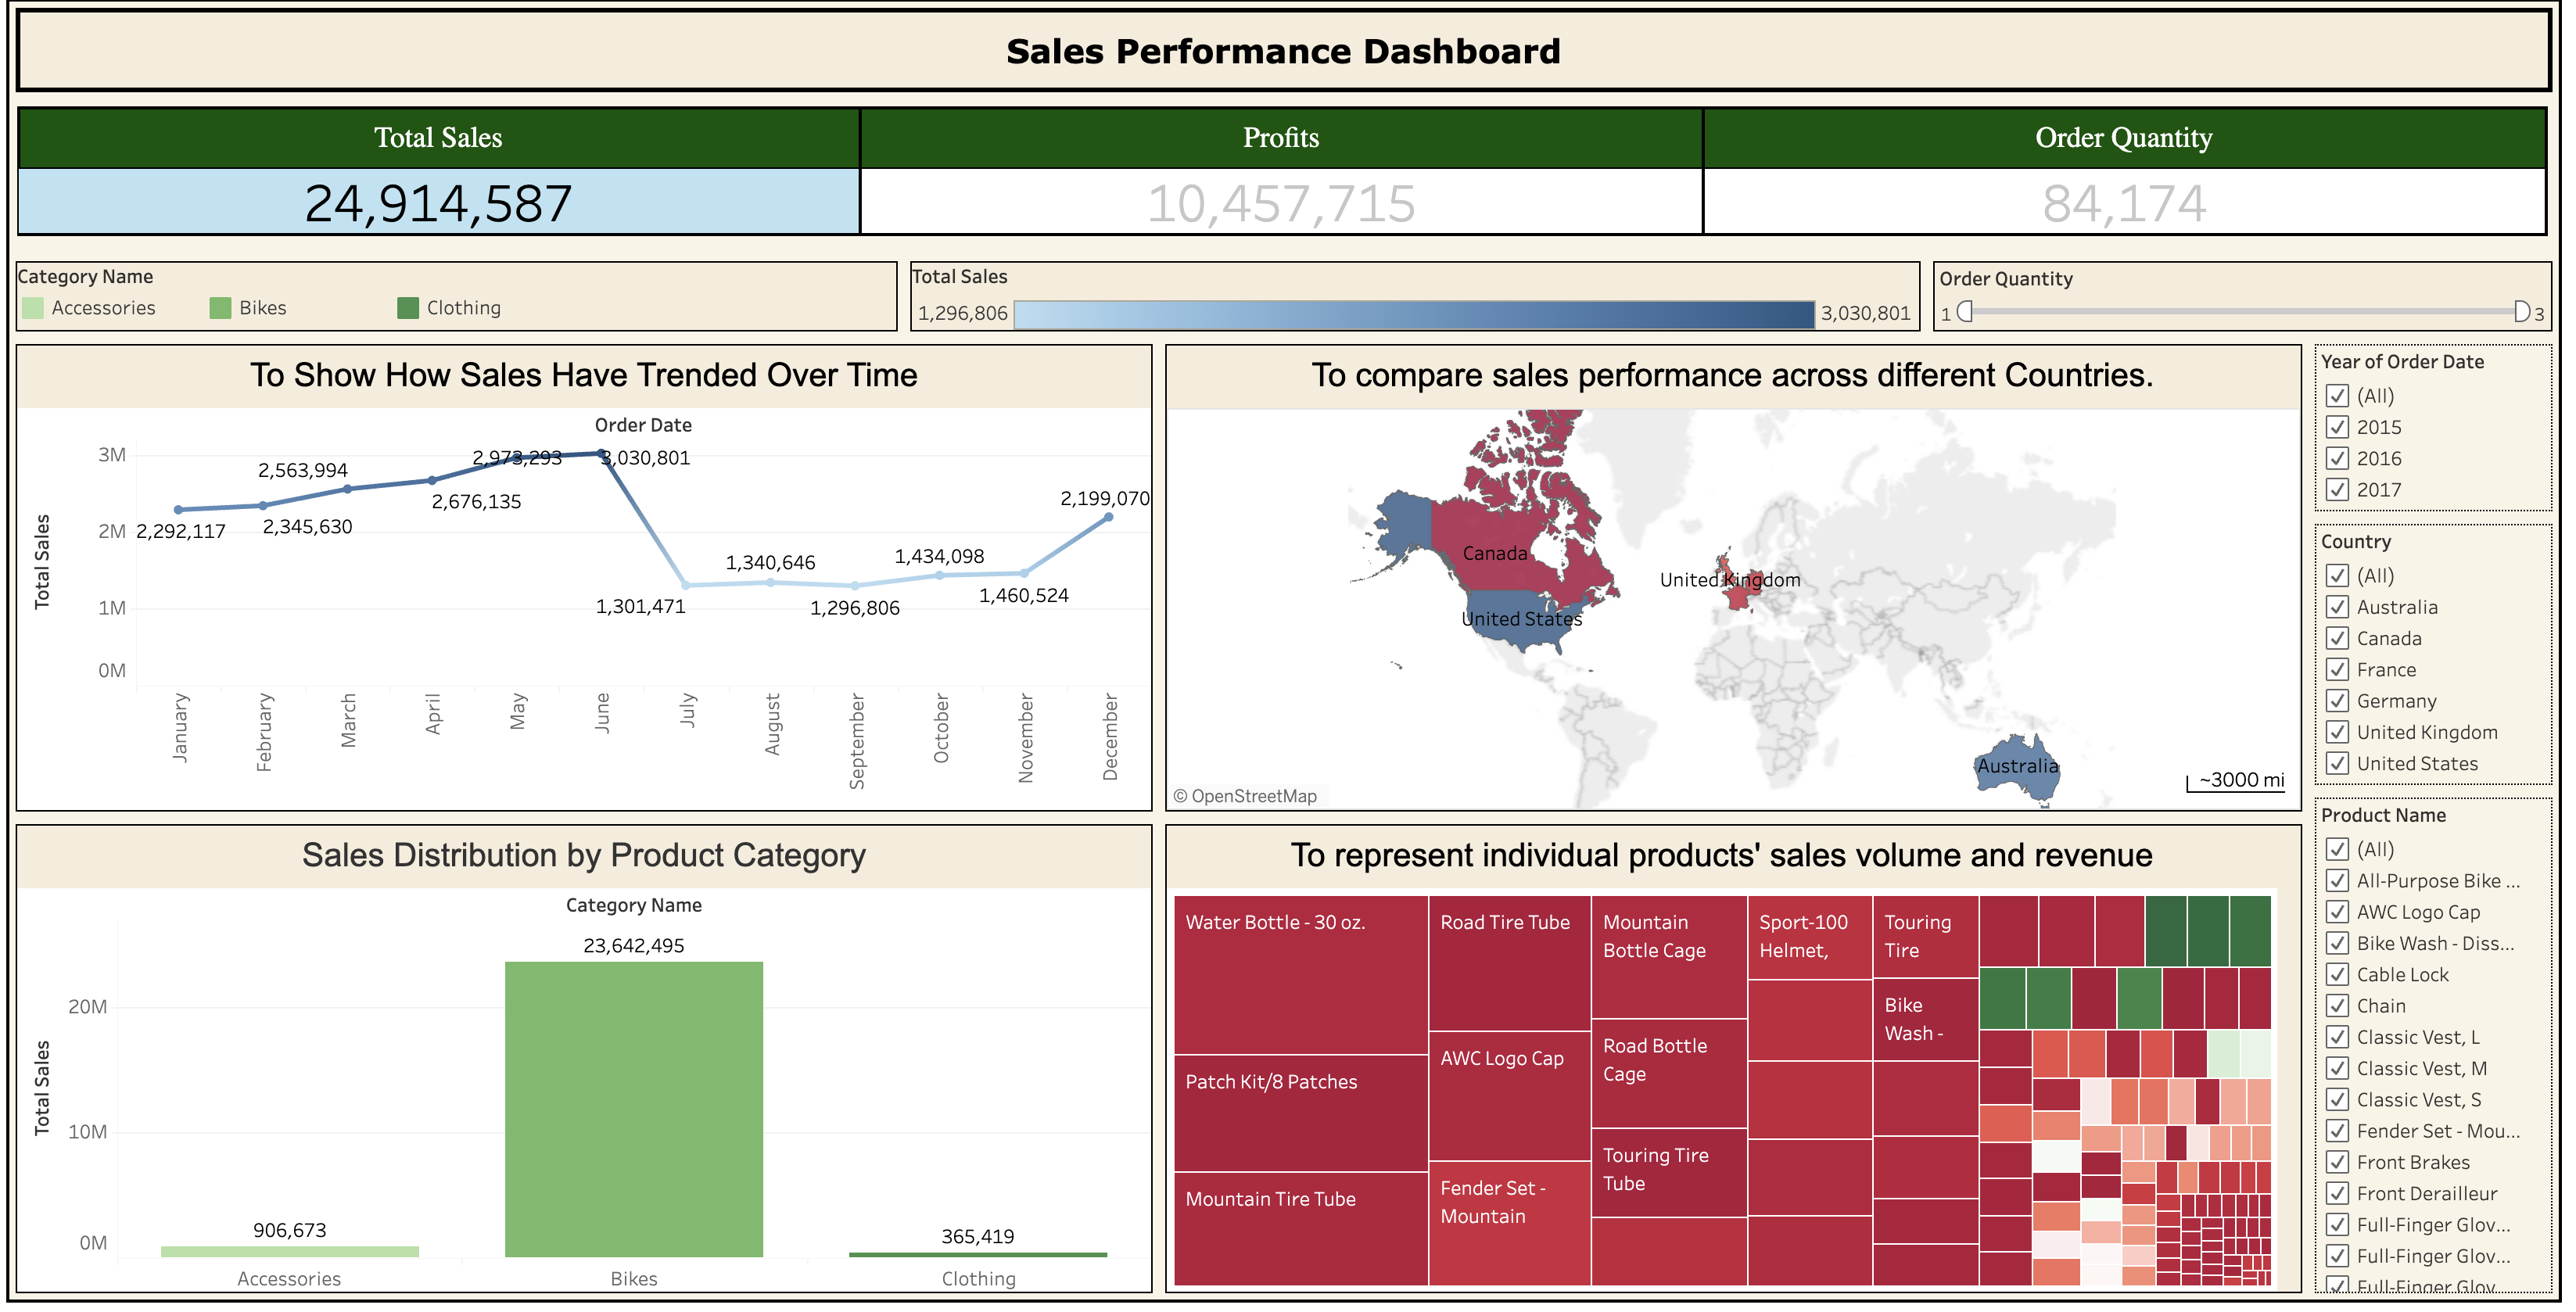 Sales Performance Dashboard
Total Sales
Profits
Order Quantity
24,914,587
10,457,715
84,174
Category Name
Accessories
Bikes
Clothing
Total Sales
1,296,806
3,030,801
Order Quantity
1
3
To Show How Sales Have Trended Over Time
Order Date
Total Sales
3M
2M
1M
0M
2,292,117
2,345,630
2,563,994
2,676,135
2,973,293
3,030,801
1,301,471
1,340,646
1,296,806
1,434,098
1,460,524
2,199,070
January
February
March
April
May
June
July
August
September
October
November
December
To compare sales performance across different Countries.
Canada
United States
United Kingdom
Australia
© OpenStreetMap
~3000 mi
Year of Order Date
(All)
2015
2016
2017
Country
(All)
Australia
Canada
France
Germany
United Kingdom
United States
Sales Distribution by Product Category
Category Name
Total Sales
20M
10M
0M
906,673
23,642,495
365,419
Accessories
Bikes
Clothing
To represent individual products' sales volume and revenue
Water Bottle - 30 oz.
Patch Kit/8 Patches
Mountain Tire Tube
Road Tire Tube
AWC Logo Cap
Fender Set -
Mountain
Mountain
Bottle Cage
Road Bottle
Cage
Touring Tire
Tube
Sport-100
Helmet,
Touring
Tire
Bike
Wash -
Product Name
(All)
All-Purpose Bike ...
AWC Logo Cap
Bike Wash - Diss...
Cable Lock
Chain
Classic Vest, L
Classic Vest, M
Classic Vest, S
Fender Set - Mou...
Front Brakes
Front Derailleur
Full-Finger Glov...
Full-Finger Glov...
Full-Finger Glov...